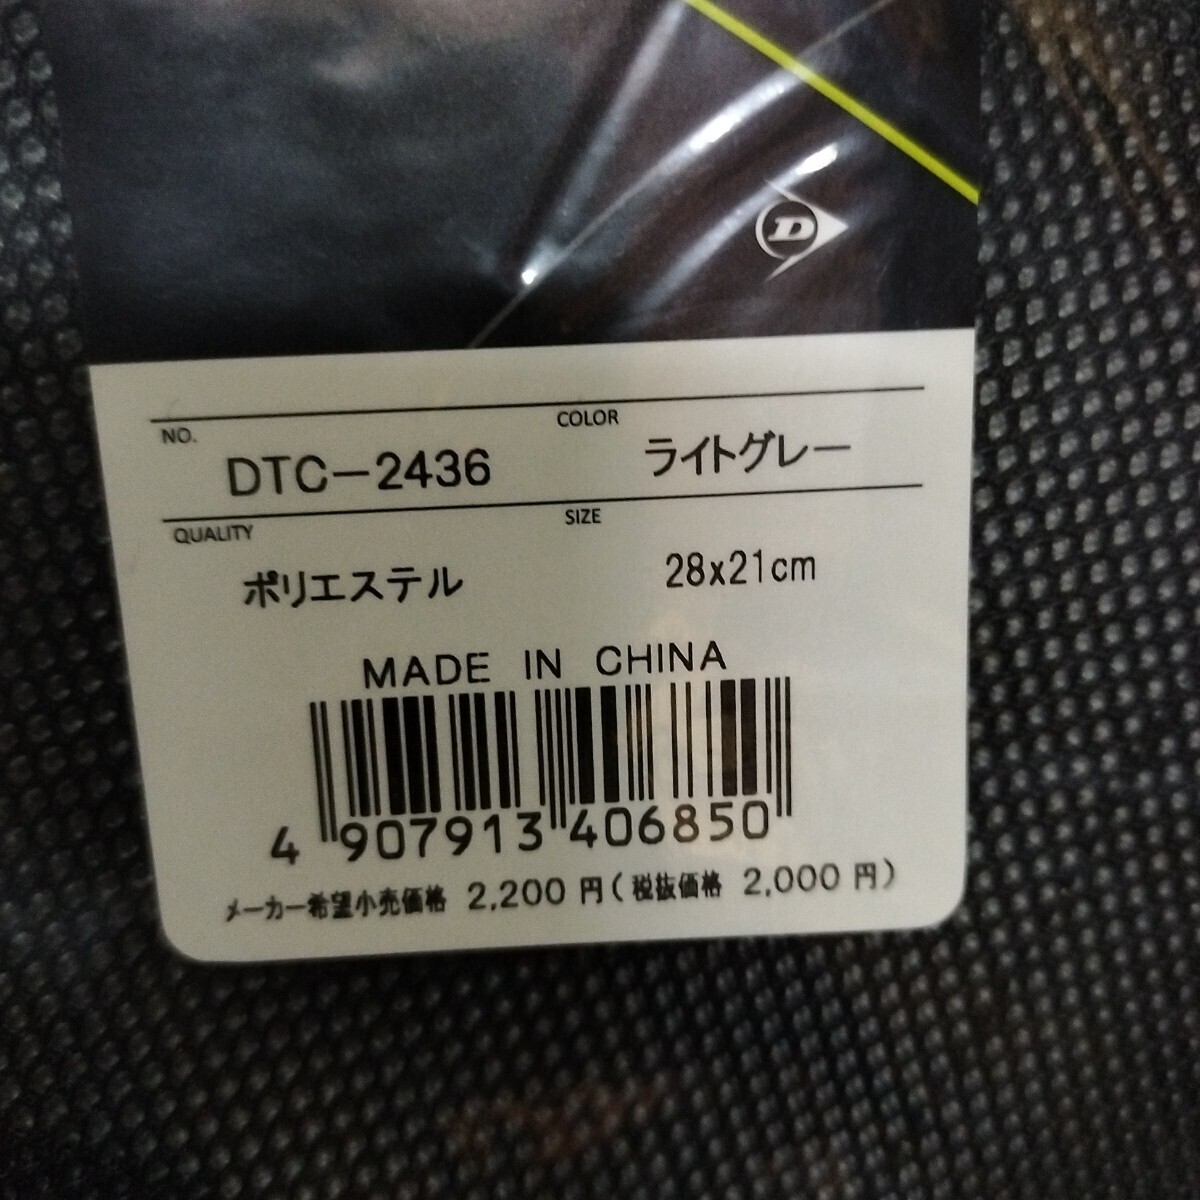 D
NO. COLOR
DTC-2436 ライトグレー
QUALITY SIZE
ポリエステル 28x21cm
MADE IN CHINA
4 907913 406850
メーカー希望小売価格 2,200 円(税抜価格 2,000 円)